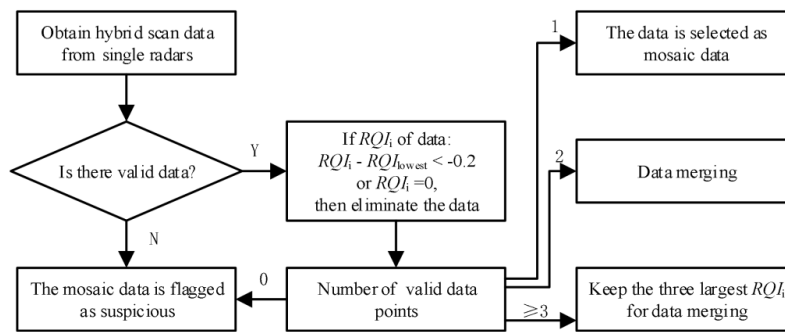 Obtain hybrid scan data
from single radars
Is there valid data?
Y
N
If RQIi of data:
RQIi - RQIlowest < -0.2
or RQIi =0,
then eliminate the data
The mosaic data is flagged
as suspicious
0
Number of valid data
points
1
The data is selected as
mosaic data
2
Data merging
≥3
Keep the three largest RQIi
for data merging